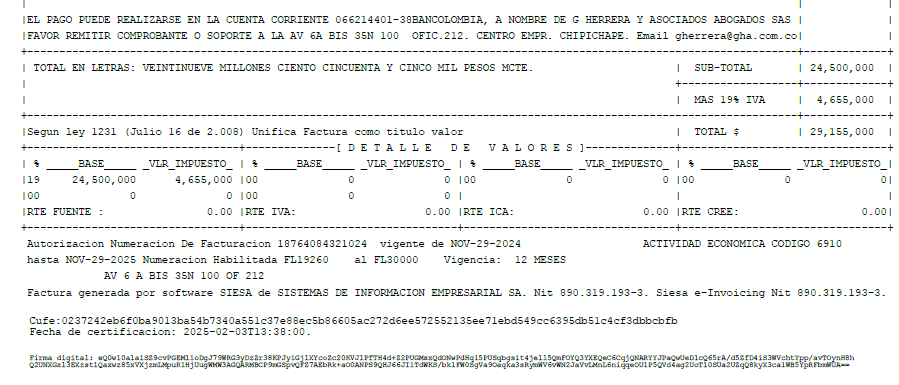 EL PAGO PUEDE REALIZARSE EN LA CUENTA CORRIENTE 066214401-38BANCOLOMBIA, A NOMBRE DE G HERRERA Y ASOCIADOS ABOGADOS SAS
FAVOR REMITIR COMPROBANTE O SOPORTE A LA AV 6A BIS 35N 100 OFIC.212. CENTRO EMPR. CHIPICHAPE. Email gherrera@gha.com.co
TOTAL EN LETRAS: VEINTINUEVE MILLONES CIENTO CINCUENTA Y CINCO MIL PESOS MCTE. | SUB-TOTAL | 24,500,000 |
MAS 19% IVA | 4,655,000 |
Segun ley 1231 (Julio 16 de 2.008) Unifica Factura como titulo valor | TOTAL $ | 29,155,000 |
[ D E T A L L E D E V A L O R E S ]
| % _____BASE_____ _VLR_IMPUESTO_ | % _____BASE_____ _VLR_IMPUESTO_ | % _____BASE_____ _VLR_IMPUESTO_ | % _____BASE_____ _VLR_IMPUESTO_
|19 24,500,000 4,655,000 |00 0 0 |00 0 0 |00 0 0|
|00 0 0 |00 0 0 | | |
|RTE FUENTE : 0.00 |RTE IVA: 0.00 |RTE ICA: 0.00 |RTE CREE: 0.00|
Autorizacion Numeracion De Facturacion 18764084321024 vigente de NOV-29-2024 ACTIVIDAD ECONOMICA CODIGO 6910
hasta NOV-29-2025 Numeracion Habilitada FL19260 al FL30000 Vigencia: 12 MESES
AV 6 A BIS 35N 100 OF 212
Factura generada por software SIESA de SISTEMAS DE INFORMACION EMPRESARIAL SA. Nit 890.319.193-3. Siesa e-Invoicing Nit 890.319.193-3.
Cufe:0237242eb6f0ba9013ba54b7340a551c37e88ec5b86605ac272d6ee572552135ee71ebd549cc6395db51c4cf3dbbcbfb
Fecha de certificacion: 2025-02-03T13:38:00.
Firma digital: